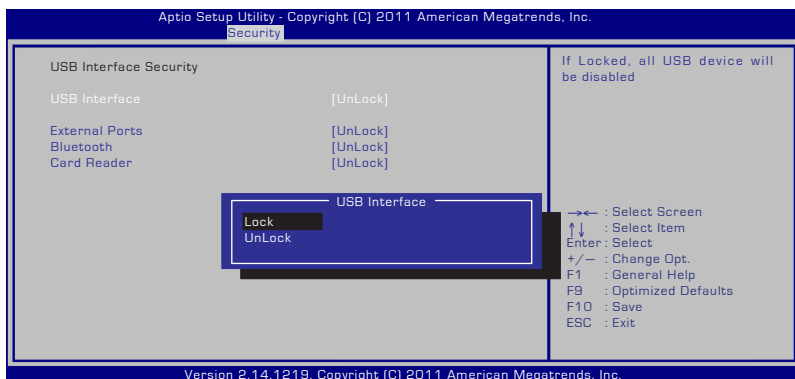 Aptio Setup Utility - Copyright (C) 2011 American Megatrends, Inc.
Security
USB Interface Security
USB Interface [UnLock]
External Ports [UnLock]
Bluetooth [UnLock]
Card Reader [UnLock]
USB Interface
Lock
UnLock
If Locked, all USB device will
be disabled
→← : Select Screen
↑↓ : Select Item
Enter : Select
+/— : Change Opt.
F1 : General Help
F9 : Optimized Defaults
F10 : Save
ESC : Exit
Version 2.14.1219. Copyright (C) 2011 American Megatrends, Inc.